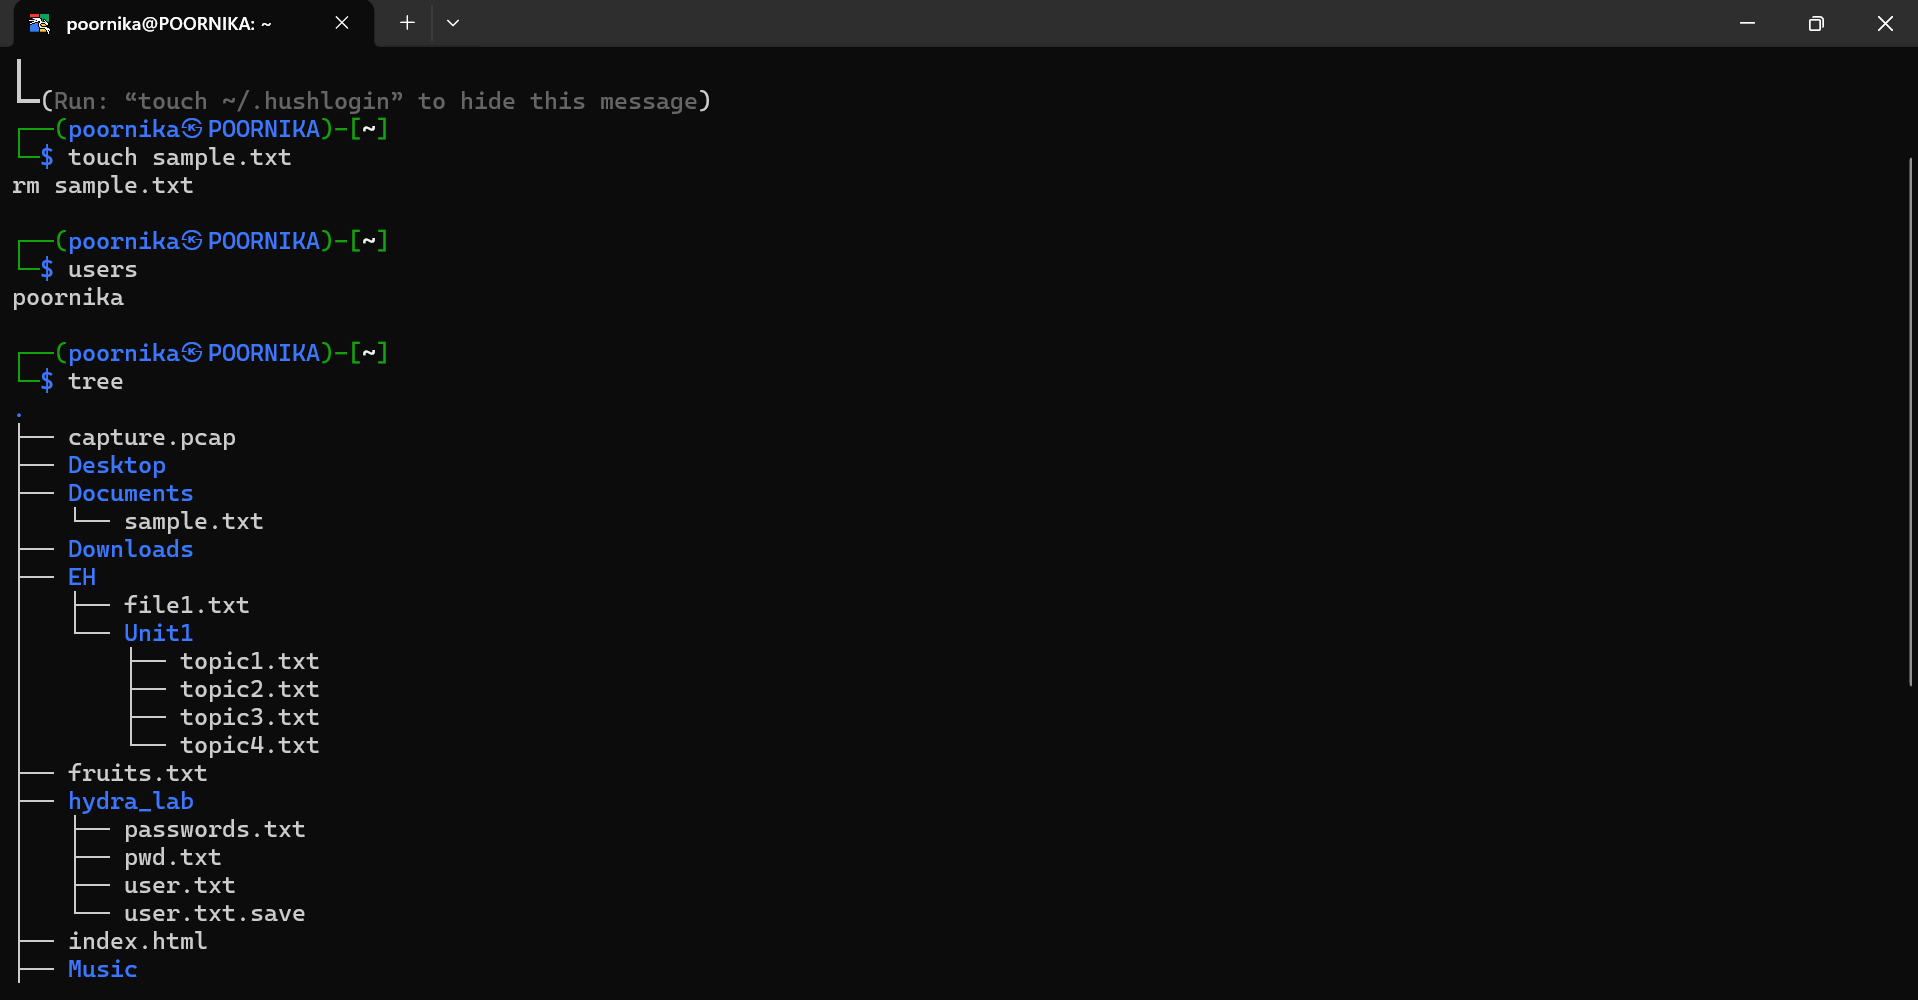 poornika@POORNIKA: ~
└─(Run: “touch ~/.hushlogin” to hide this message)
┌──(poornika㉿POORNIKA)-[~]
└─$ touch sample.txt
rm sample.txt
┌──(poornika㉿POORNIKA)-[~]
└─$ users
poornika
┌──(poornika㉿POORNIKA)-[~]
└─$ tree
.
├── capture.pcap
├── Desktop
├── Documents
│   └── sample.txt
├── Downloads
├── EH
│   ├── file1.txt
│   └── Unit1
│       ├── topic1.txt
│       ├── topic2.txt
│       ├── topic3.txt
│       └── topic4.txt
├── fruits.txt
├── hydra_lab
│   ├── passwords.txt
│   ├── pwd.txt
│   ├── user.txt
│   └── user.txt.save
├── index.html
├── Music